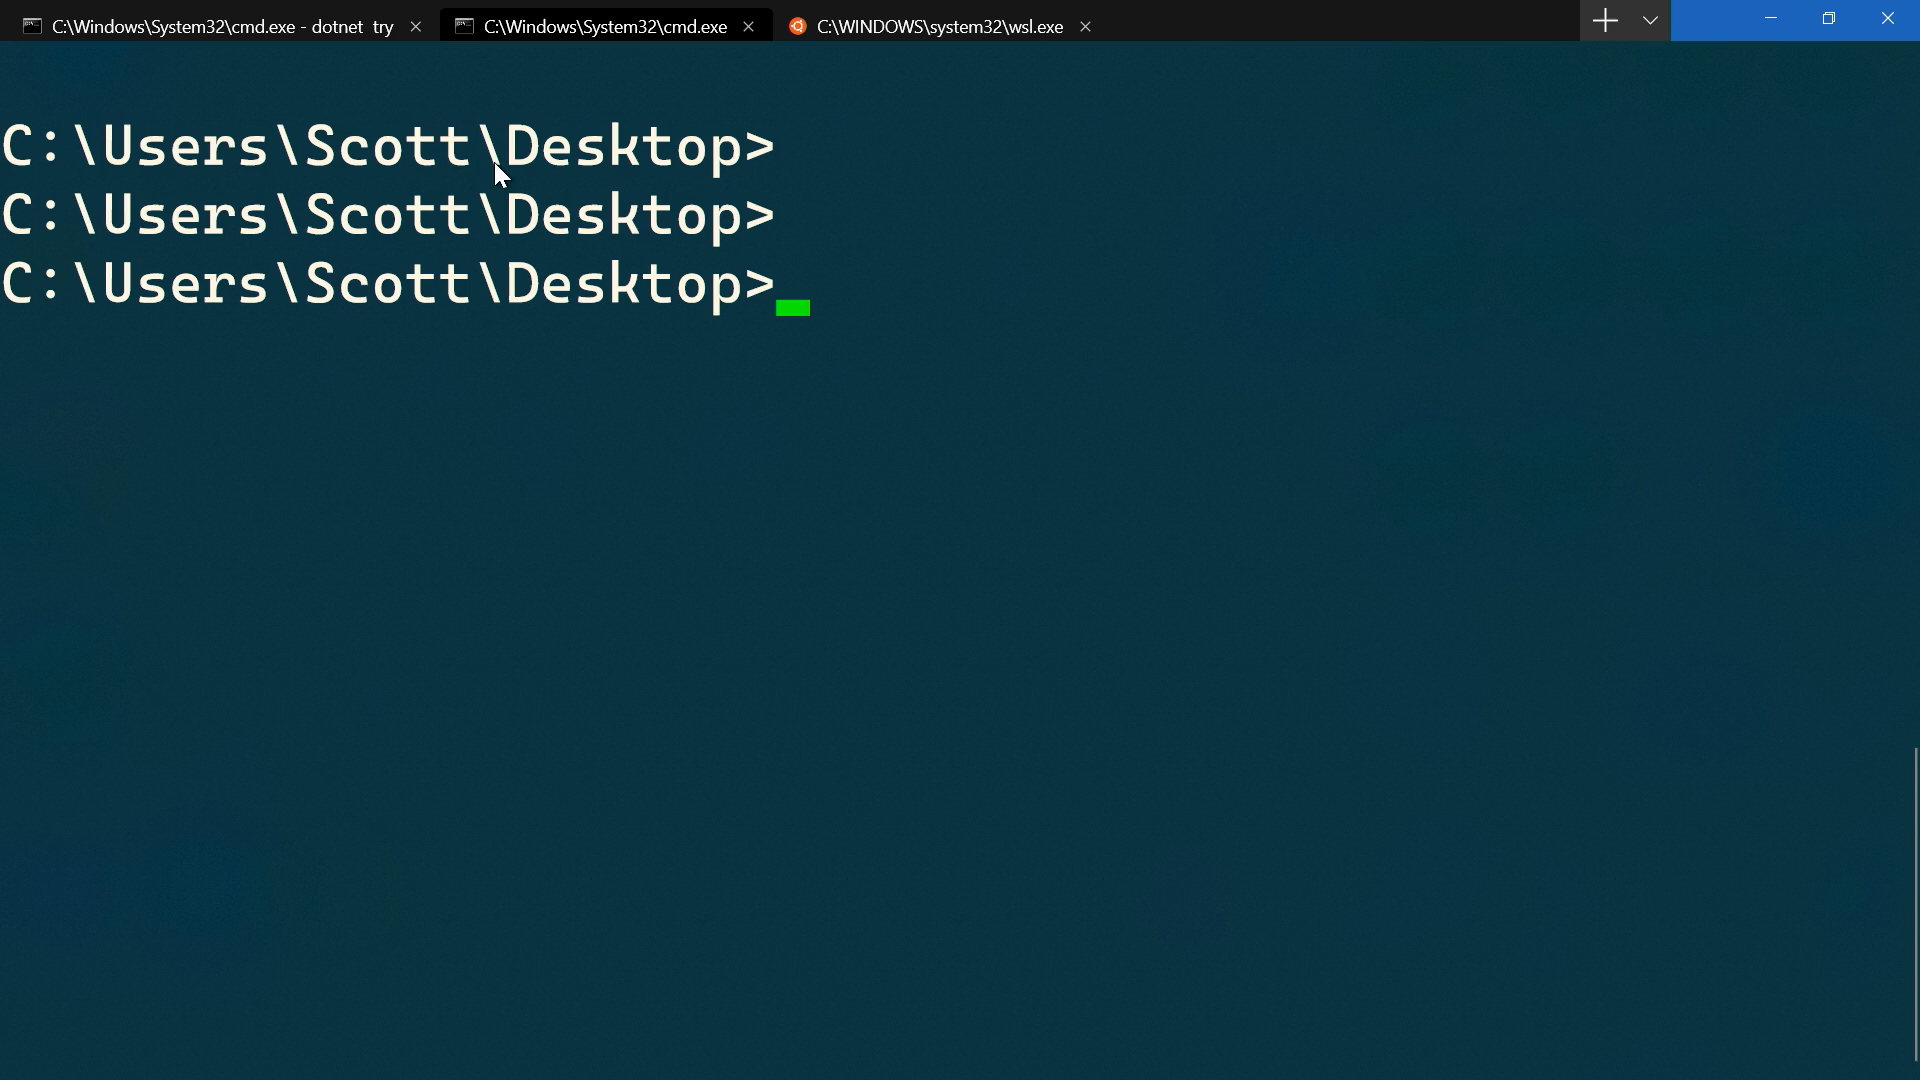 C:\Windows\System32\cmd.exe - dotnet  try
C:\Windows\System32\cmd.exe
C:\WINDOWS\system32\wsl.exe
C:\Users\Scott\Desktop>
C:\Users\Scott\Desktop>
C:\Users\Scott\Desktop>